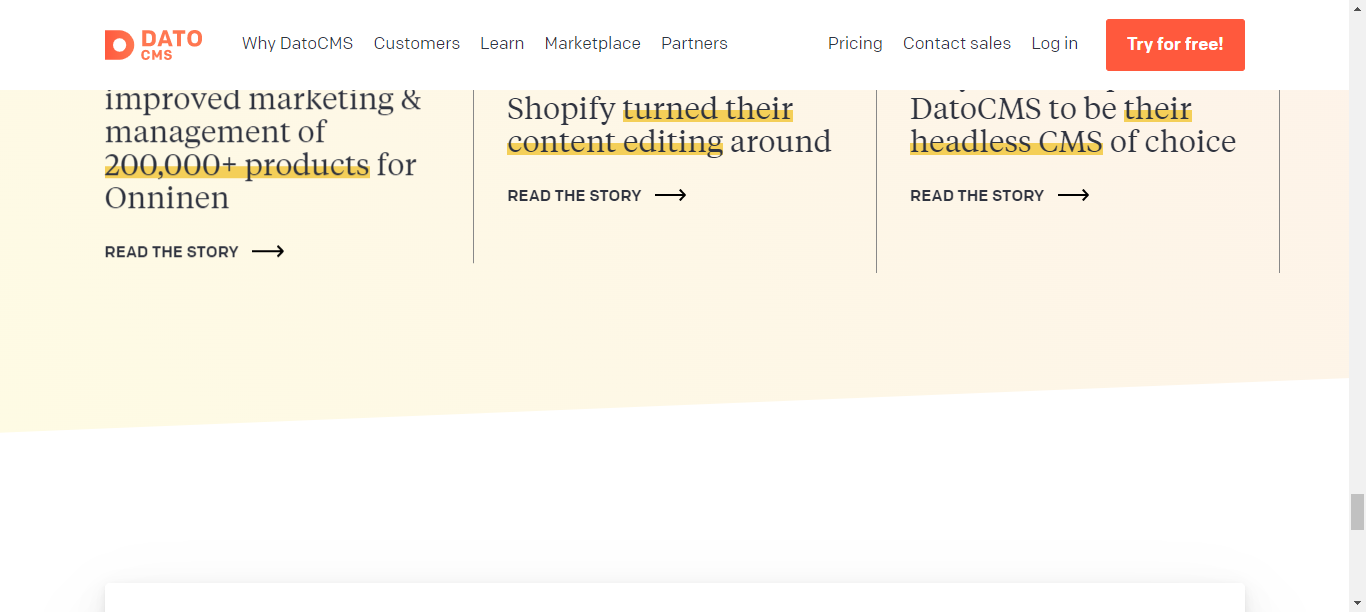 DATO
CMS
Why DatoCMS
Customers
Learn
Marketplace
Partners
Pricing
Contact sales
Log in
Try for free!
improved marketing &
management of
200,000+ products for
Onninen
READ THE STORY
Shopify turned their
content editing around
READ THE STORY
DatoCMS to be their
headless CMS of choice
READ THE STORY